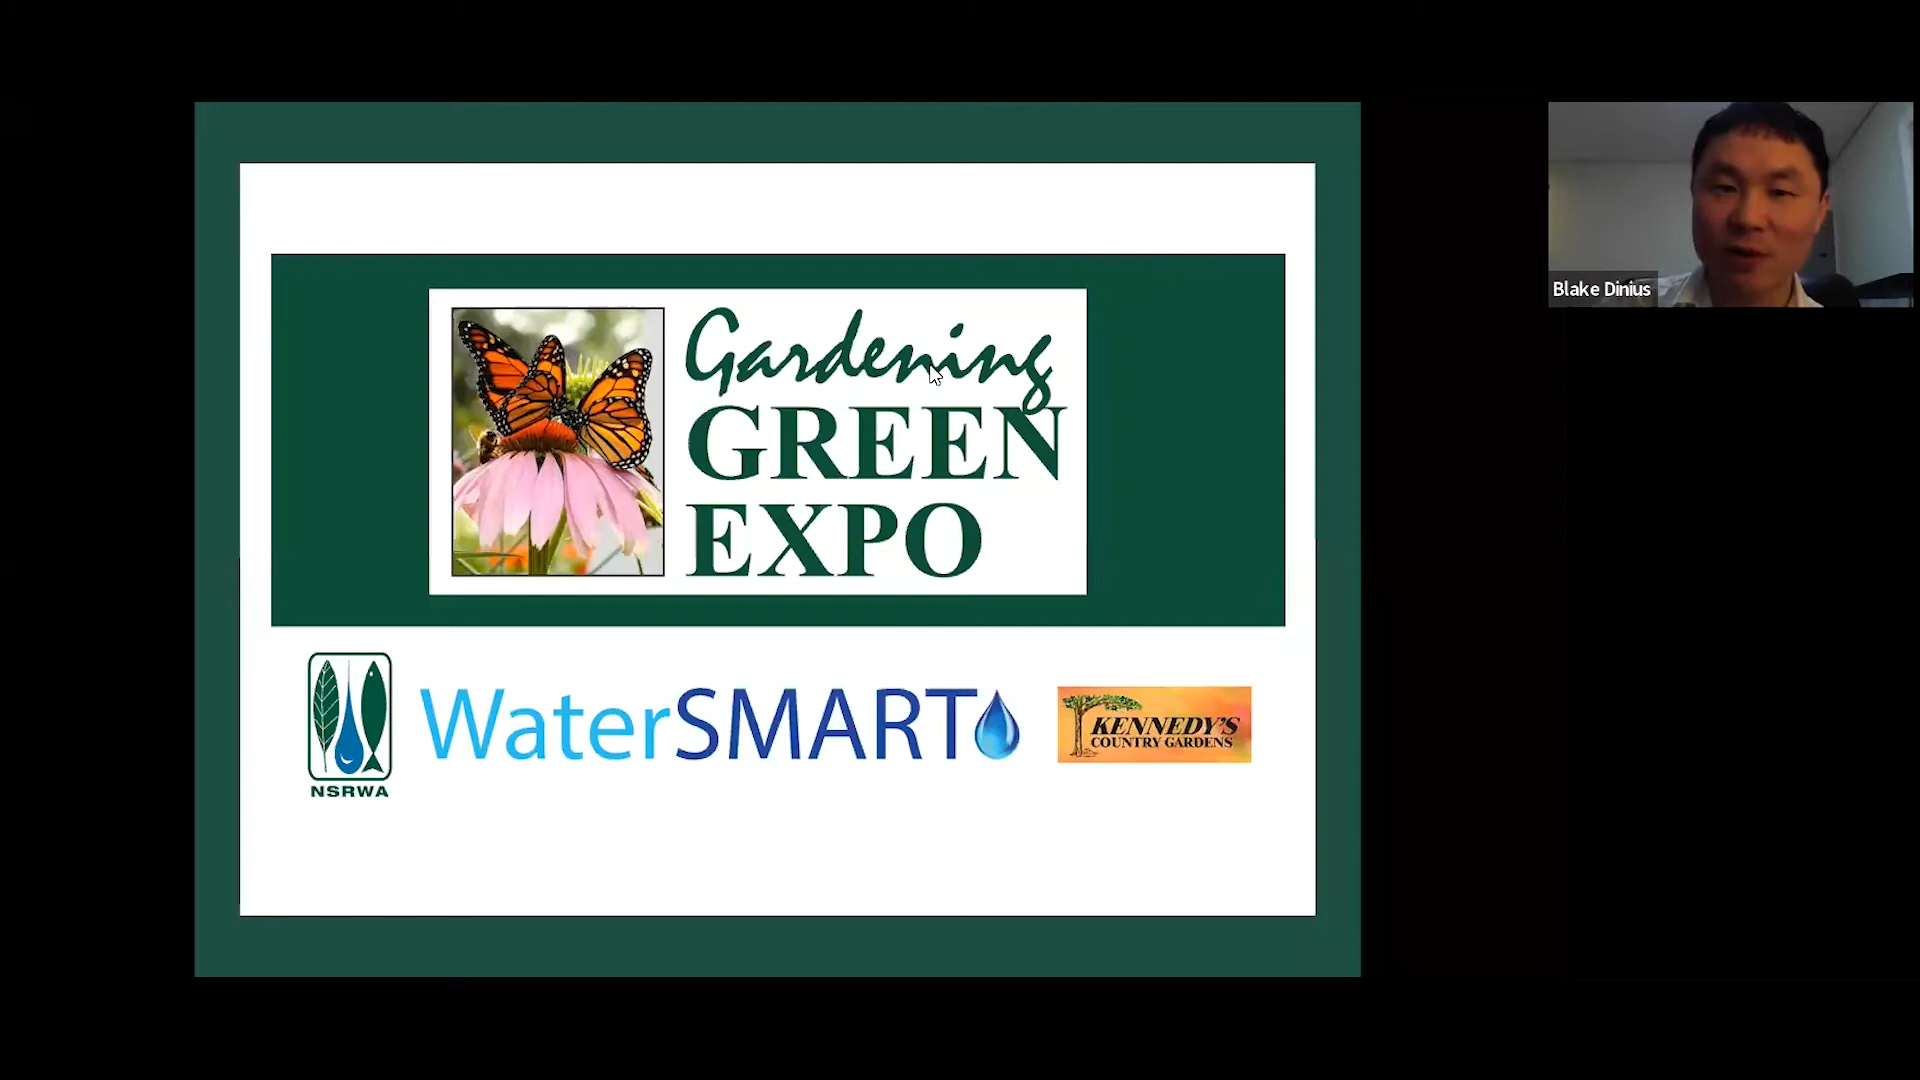 Gardening
GREEN
EXPO
NSRWA
WaterSMART
KENNEDY'S
COUNTRY GARDENS
Blake Dinius